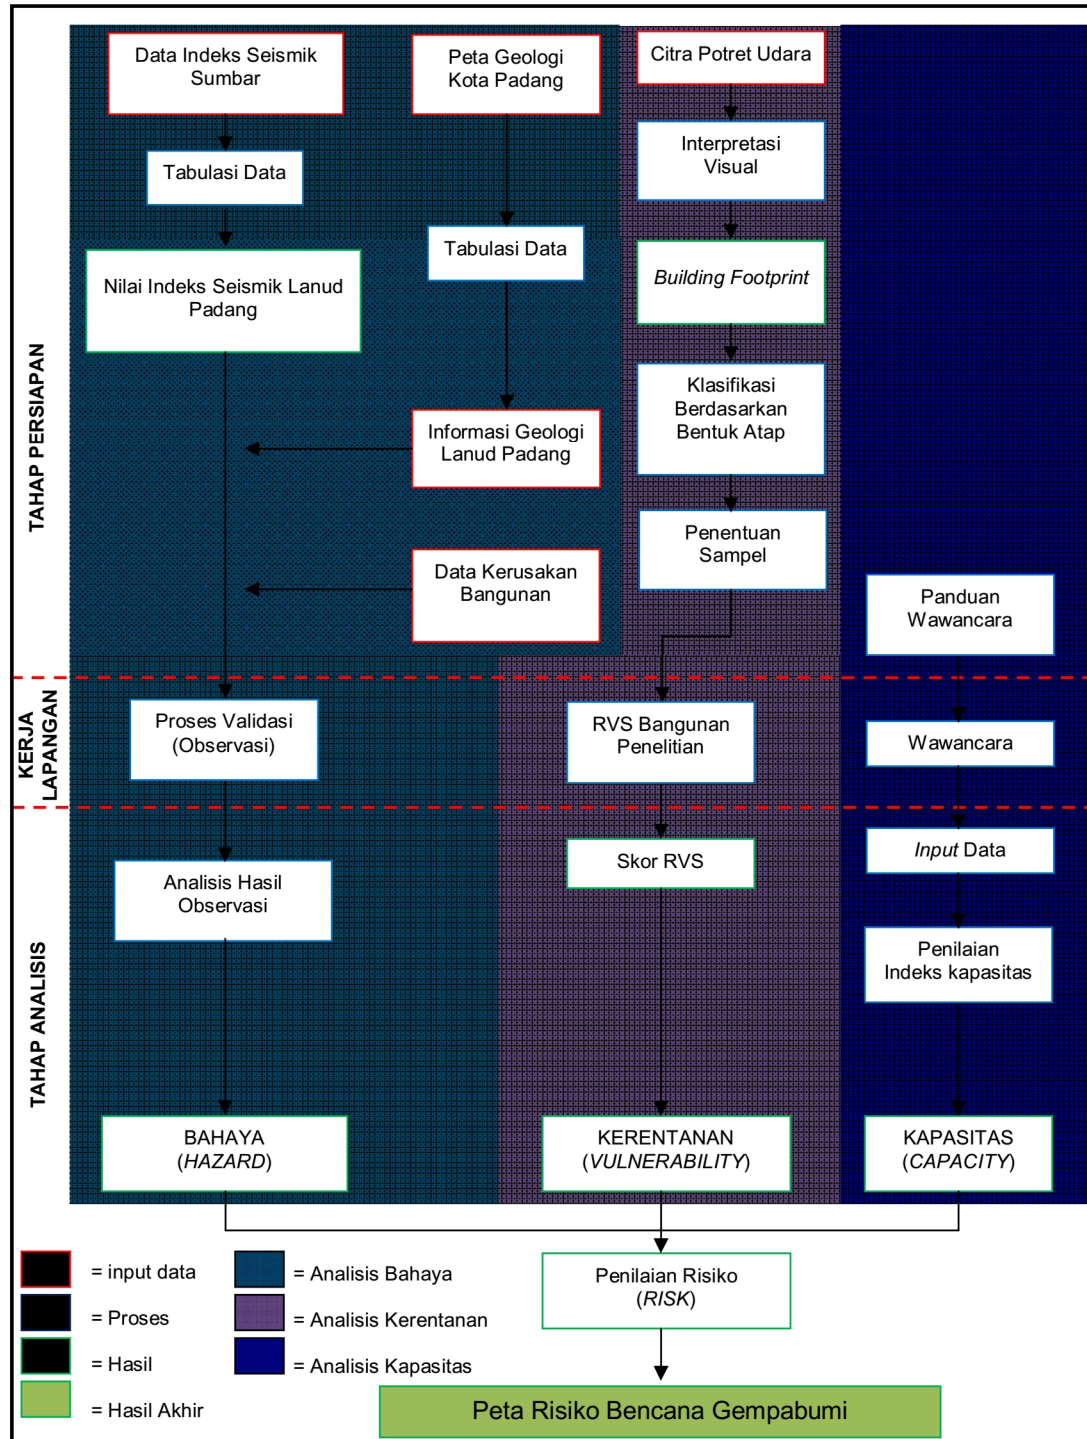 Data Indeks Seismik
Sumbar
Peta Geologi
Kota Padang
Citra Potret Udara
Tabulasi Data
Interpretasi
Visual
Tabulasi Data
Nilai Indeks Seismik Lanud
Padang
Building Footprint
TAHAP PERSIAPAN
Klasifikasi
Berdasarkan
Bentuk Atap
Informasi Geologi
Lanud Padang
Penentuan
Sampel
Data Kerusakan
Bangunan
Panduan
Wawancara
KERJA
LAPANGAN
Proses Validasi
(Observasi)
RVS Bangunan
Penelitian
Wawancara
TAHAP ANALISIS
Skor RVS
Input Data
Analisis Hasil
Observasi
Penilaian
Indeks kapasitas
BAHAYA
(HAZARD)
KERENTANAN
(VULNERABILITY)
KAPASITAS
(CAPACITY)
= input data
= Proses
= Hasil
= Hasil Akhir
= Analisis Bahaya
= Analisis Kerentanan
= Analisis Kapasitas
Penilaian Risiko
(RISK)
Peta Risiko Bencana Gempabumi